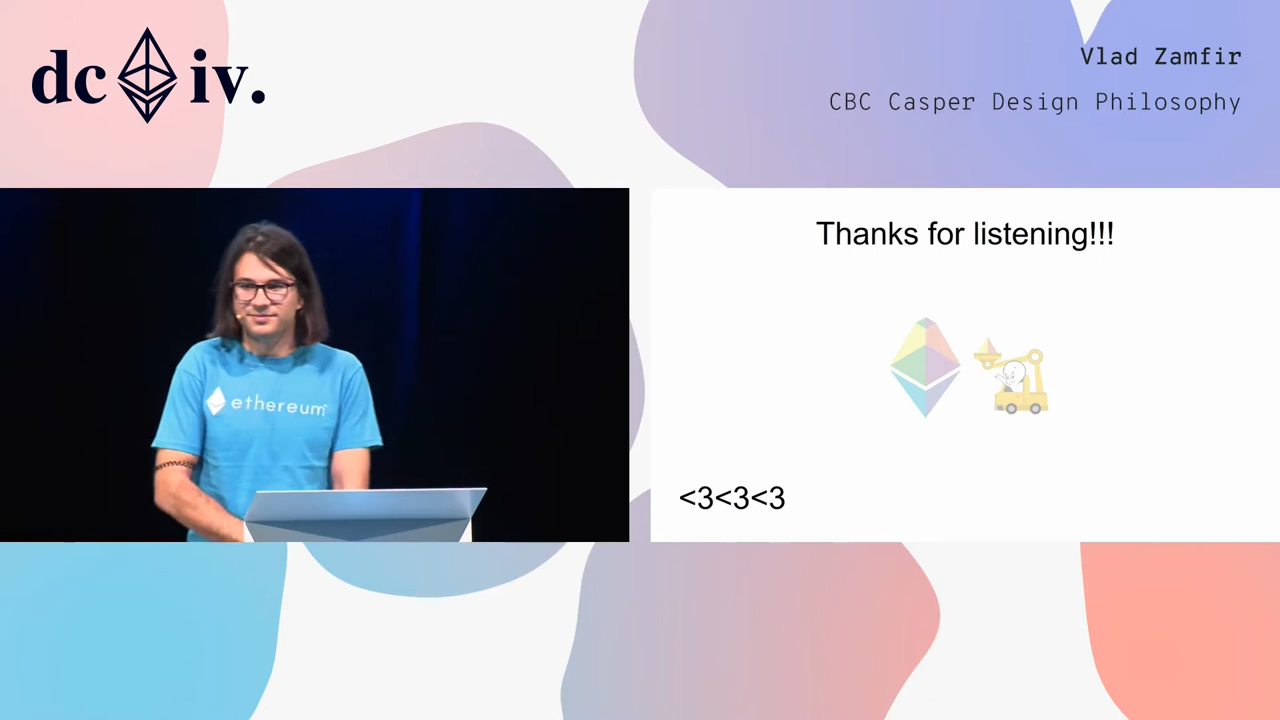 dc iv.
Vlad Zamfir
CBC Casper Design Philosophy
Thanks for listening!!!
ethereum
<3<3<3